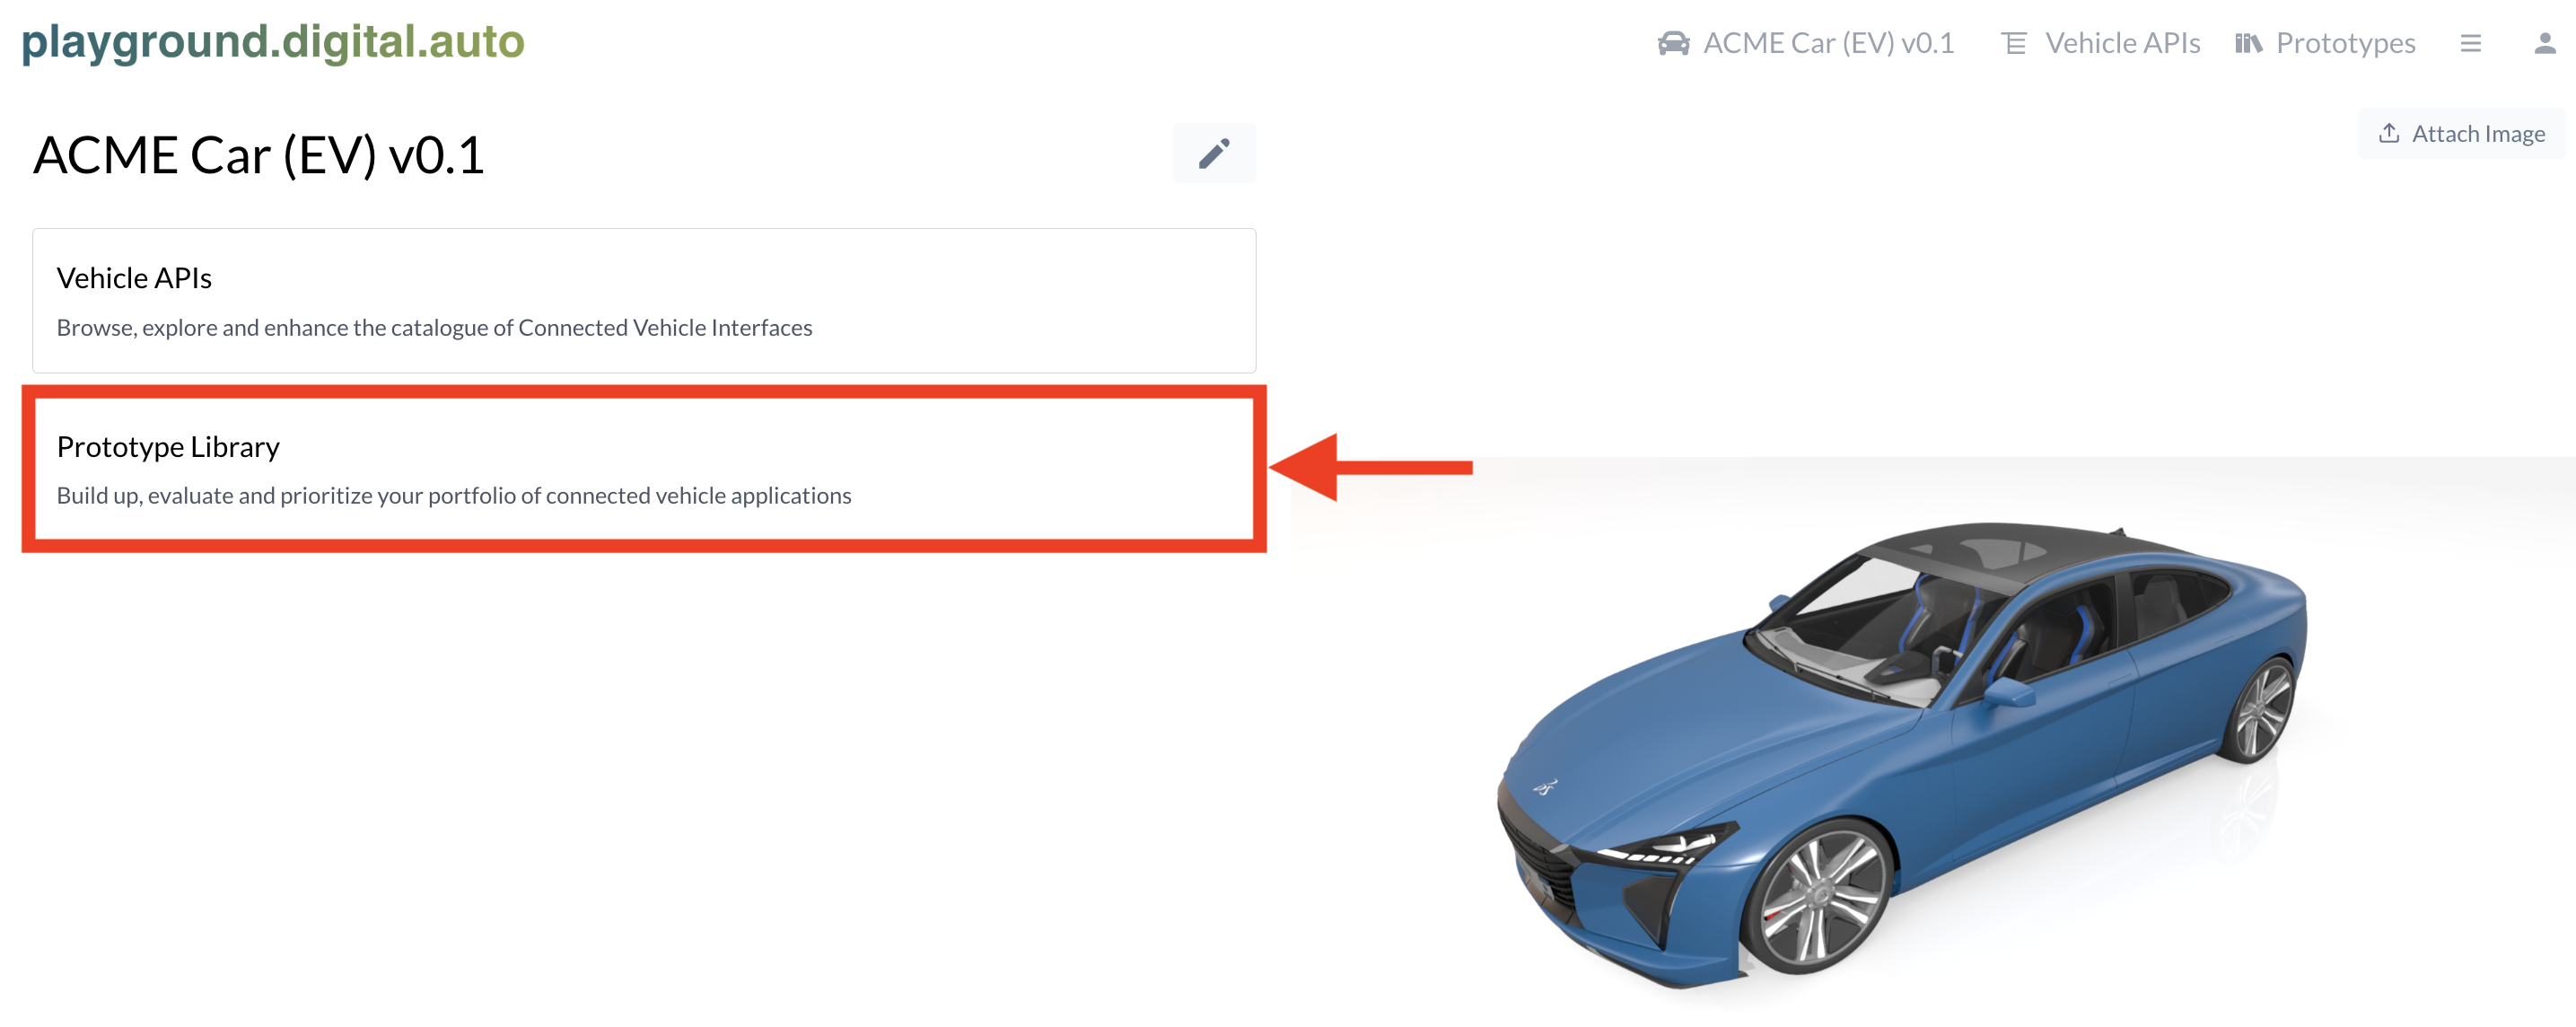 playground.digital.auto
ACME Car (EV) v0.1
Vehicle APIs
Prototypes
ACME Car (EV) v0.1
Attach Image
Vehicle APIs
Browse, explore and enhance the catalogue of Connected Vehicle Interfaces
Prototype Library
Build up, evaluate and prioritize your portfolio of connected vehicle applications